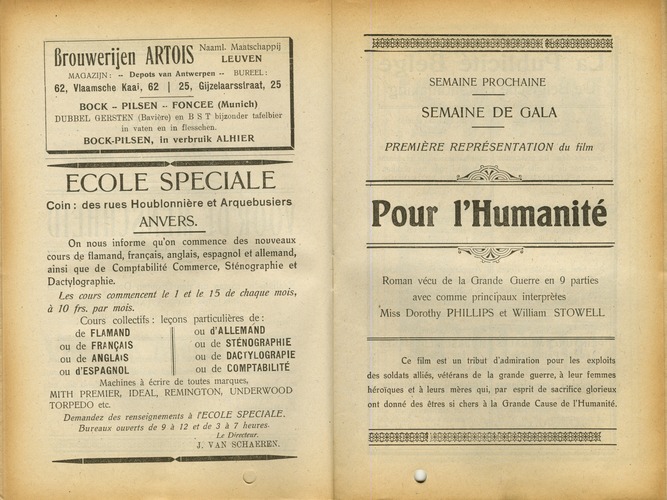 Brouwerijen ARTOIS Naaml. Maatschappij
LEUVEN
MAGAZIJN: -- Depots van Antwerpen -- BUREEL:
62, Vlaamsche Kaai, 62 | 25, Gijzelaarsstraat, 25
BOCK - PILSEN - FONCEE (Munich)
DUBBEL GERSTEN (Bavière) en B S T bijzonder tafelbier
in vaten en in flesschen.
BOCK-PILSEN, in verbruik ALHIER
ECOLE SPECIALE
Coin : des rues Houblonnière et Arquebusiers
ANVERS.
On nous informe qu'on commence des nouveaux
cours de flamand, français, anglais, espagnol et allemand,
ainsi que de Comptabilité Commerce, Sténographie et
Dactylographie.
Les cours commencent le 1 et le 15 de chaque mois,
à 10 frs. par mois.
Cours collectifs : leçons particulières de :
de FLAMAND ou d'ALLEMAND
ou de FRANÇAIS ou de STÉNOGRAPHIE
ou de ANGLAIS ou de DACTYLOGRAPIE
ou d'ESPAGNOL ou de COMPTABILITÉ
Machines à écrire de toutes marques,
MITH PREMIER, IDEAL, REMINGTON, UNDERWOOD
TORPEDO etc.
Demandez des renseignements à l'ECOLE SPECIALE.
Bureaux ouverts de 9 à 12 et de 3 à 7 heures.
Le Directeur.
J. VAN SCHAEREN.
SEMAINE PROCHAINE
SEMAINE DE GALA
PREMIÈRE REPRÉSENTATION du film
Pour l'Humanité
Roman vécu de la Grande Guerre en 9 parties
avec comme principaux interprètes
Miss Dorothy PHILLIPS et William STOWELL
Ce film est un tribut d'admiration pour les exploits
des soldats alliés, vétérans de la grande guerre, à leur femmes
héroïques et à leurs mères qui, par esprit de sacrifice glorieux
ont donné des êtres si chers à la Grande Cause de l'Humanité.